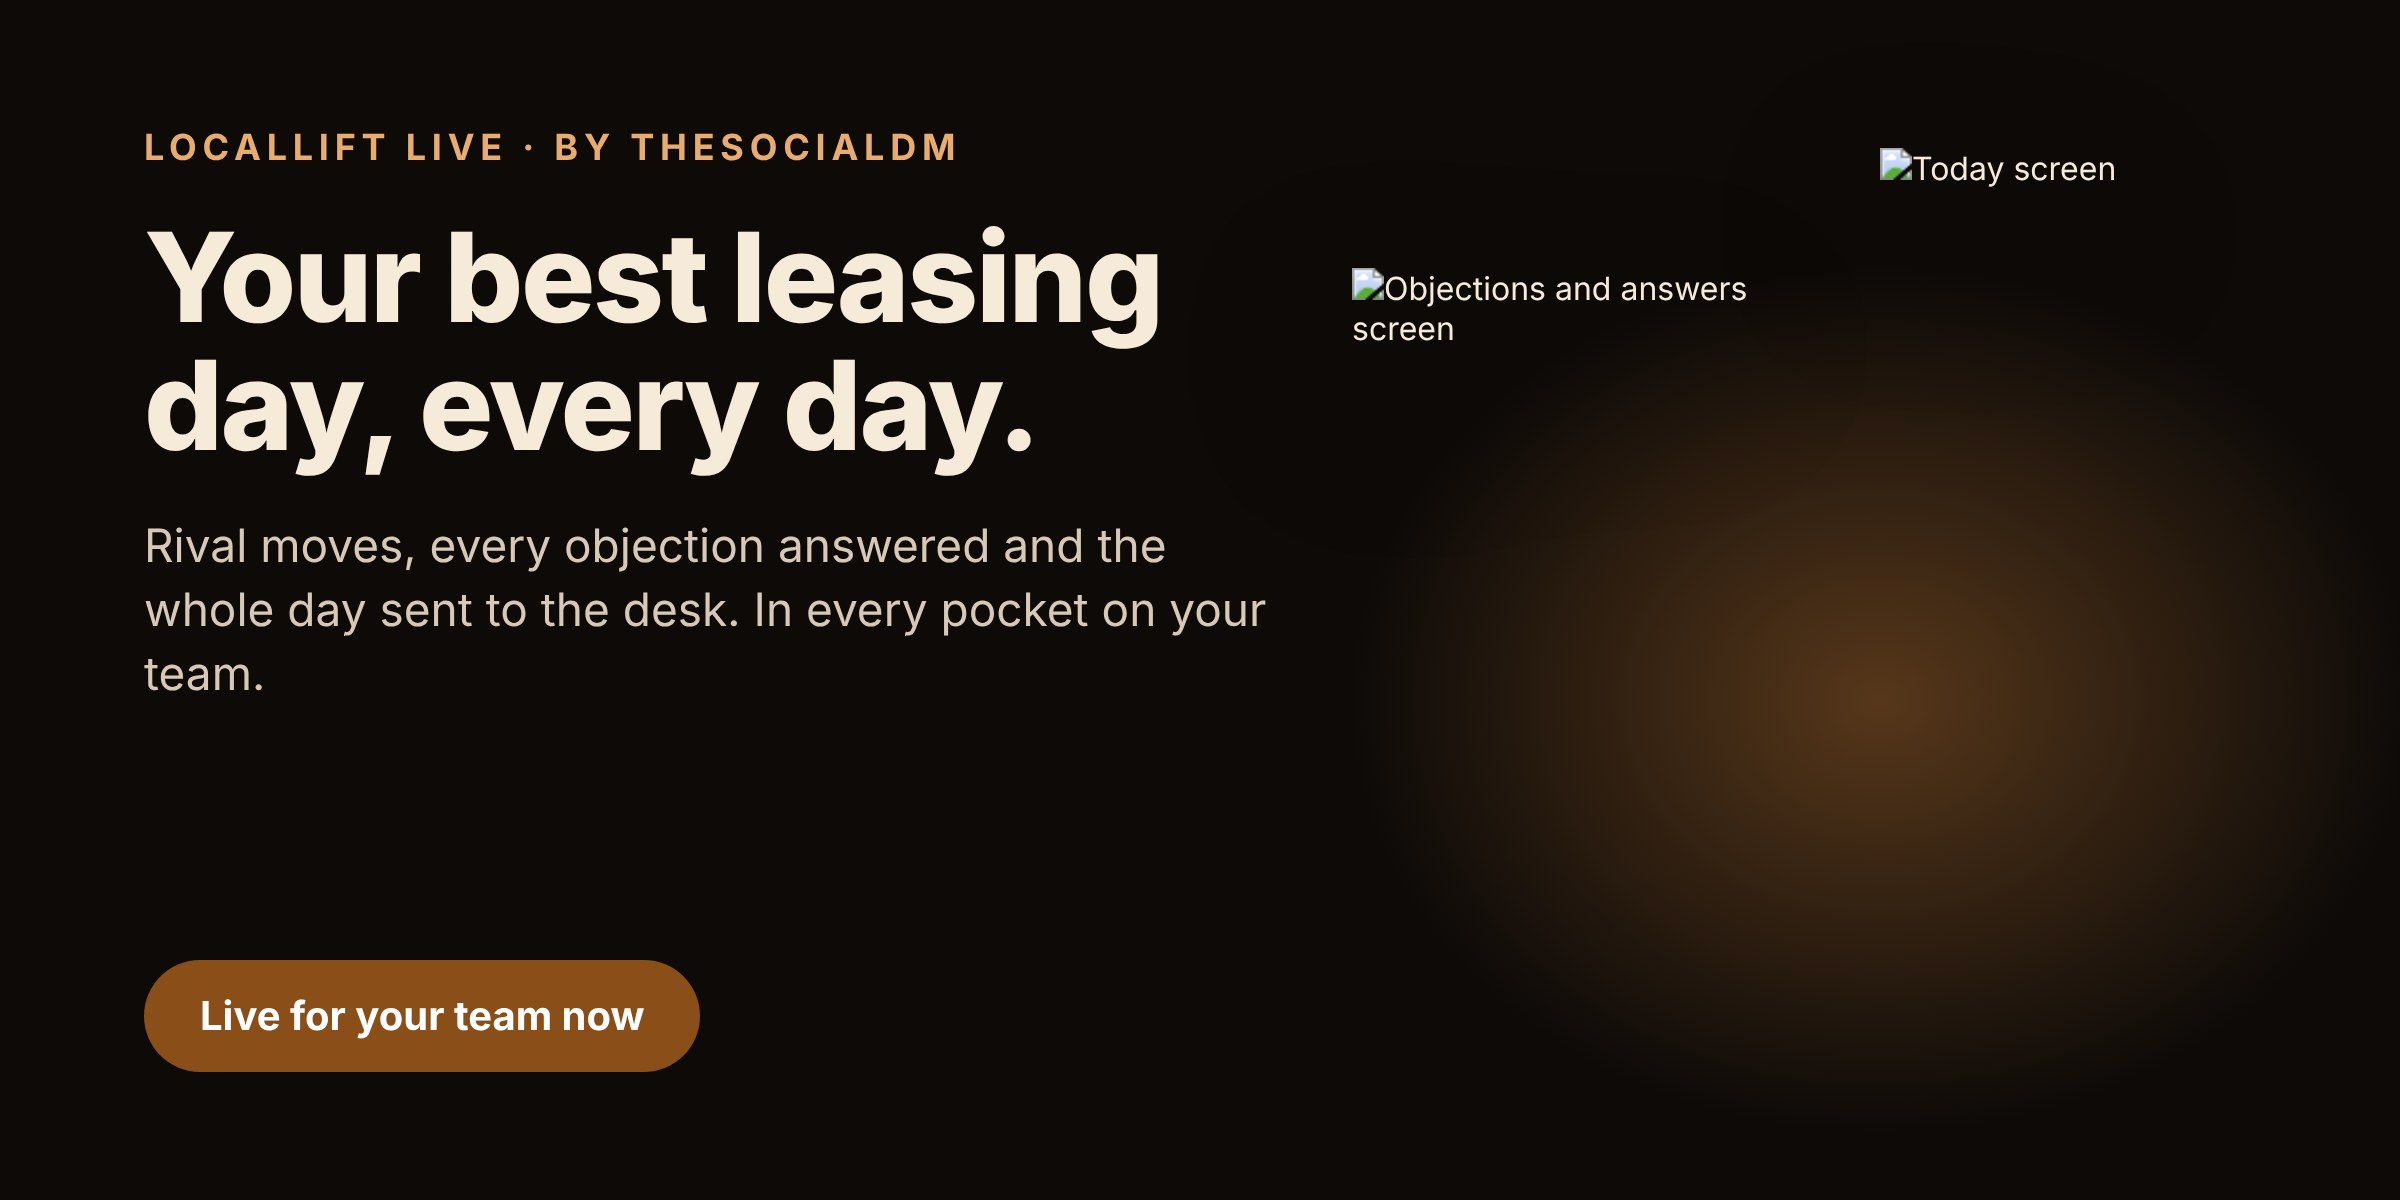 LOCALLIFT LIVE · BY THESOCIALDM
Your best leasing
day, every day.
Rival moves, every objection answered and the
whole day sent to the desk. In every pocket on your
team.
Live for your team now
Objections and answers
screen
Today screen